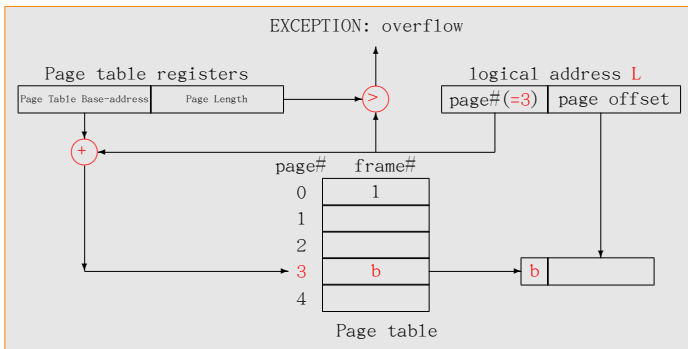 EXCEPTION: overflow
Page table registers
logical address L
Page Table Base-address
Page Length
>
page#(=3)
page offset
+
page#
frame#
0
1
1
2
3
b
b
4
Page table